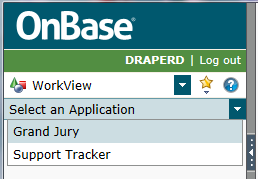 OnBase®
DRAPERD | Log out
WorkView
Select an Application
Grand Jury
Support Tracker